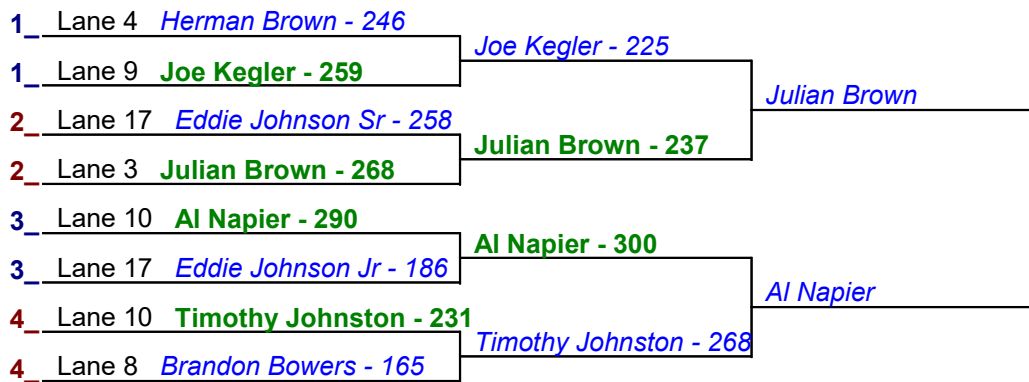 1_ Lane 4 Herman Brown - 246
Joe Kegler - 225
1_ Lane 9 Joe Kegler - 259
Julian Brown
2_ Lane 17 Eddie Johnson Sr - 258
Julian Brown - 237
2_ Lane 3 Julian Brown - 268
3_ Lane 10 Al Napier - 290
Al Napier - 300
3_ Lane 17 Eddie Johnson Jr - 186
Al Napier
4_ Lane 10 Timothy Johnston - 231
Timothy Johnston - 268
4_ Lane 8 Brandon Bowers - 165